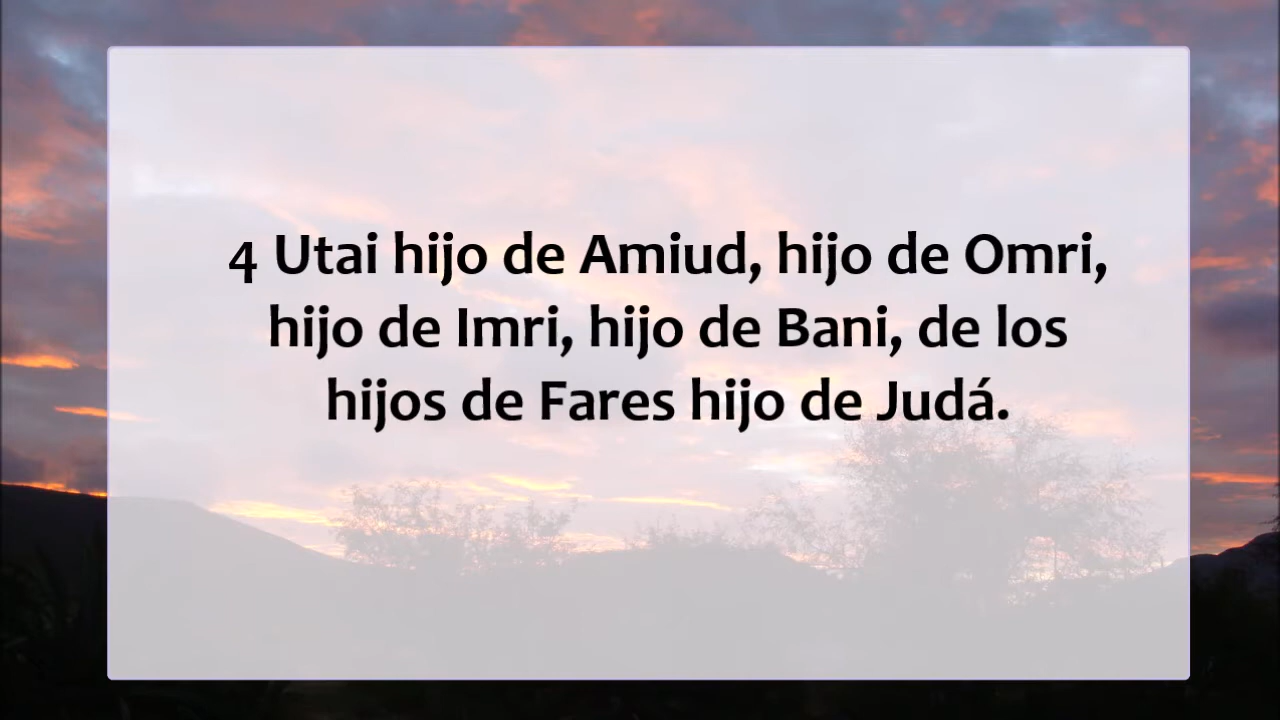 4 Utai hijo de Amiud, hijo de Omri,
hijo de Imri, hijo de Bani, de los
hijos de Fares hijo de Judá.